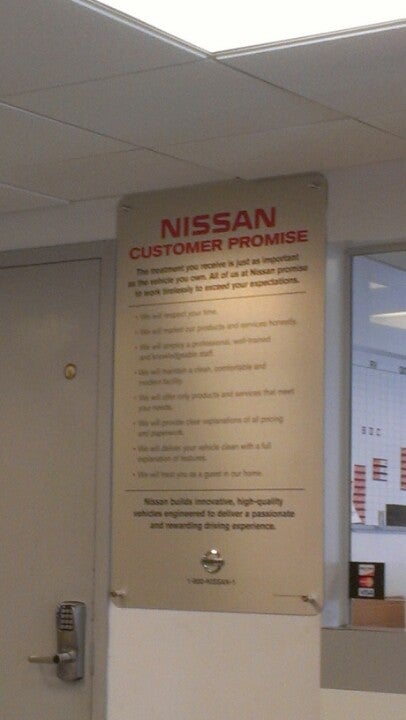 NISSAN
CUSTOMER PROMISE
The treatment you receive is just as important
as the vehicle you own. All of us at Nissan promise
to work tirelessly to exceed your expectations.
• We will respect your time.
• We will market our products and services honestly.
• We will employ a professional, well-trained
and knowledgeable staff.
• We will maintain a clean, comfortable and
modern facility.
• We will offer only products and services that meet
your needs.
• We will provide clear explanations of all pricing
and paperwork.
• We will deliver your vehicle clean with a full
explanation of features.
• We will treat you as a guest in our home.
Nissan builds innovative, high-quality
vehicles engineered to deliver a passionate
and rewarding driving experience.
1-800-NISSAN-1
VISA